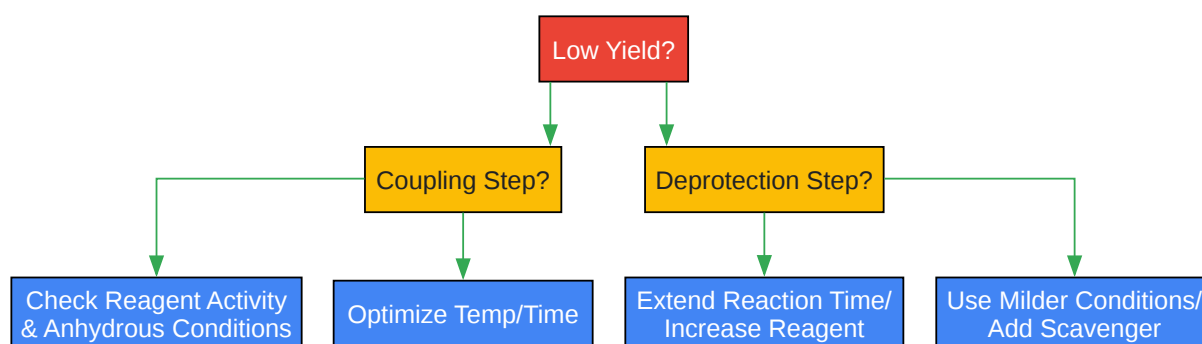 Low Yield?
Coupling Step?
Deprotection Step?
Check Reagent Activity
& Anhydrous Conditions
Optimize Temp/Time
Extend Reaction Time/
Increase Reagent
Use Milder Conditions/
Add Scavenger